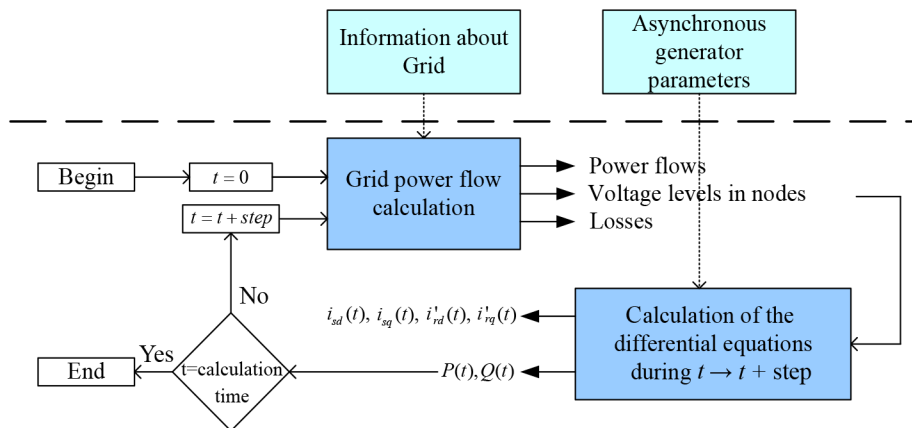 Information about
Grid
Asynchronous
generator
parameters
Begin
t = 0
Grid power flow
calculation
Power flows
Voltage levels in nodes
Losses
t = t + step
No
i_sd(t), i_sq(t), i'_rd(t), i'_rq(t)
Calculation of the
differential equations
during t → t + step
End
Yes
t=calculation
time
P(t), Q(t)